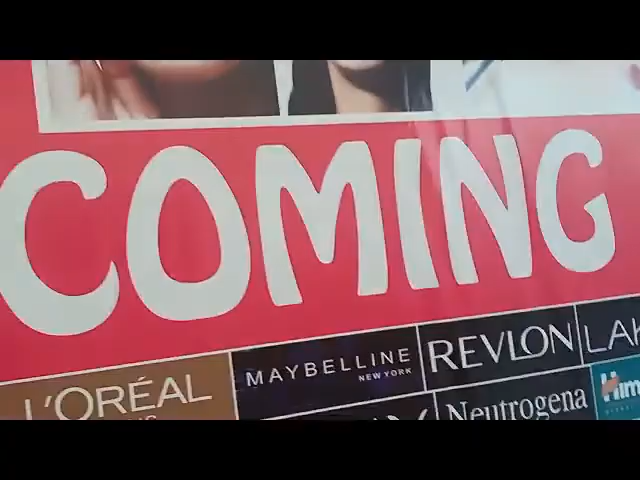 COMING
L'ORÉAL
MAYBELLINE
NEW YORK
REVLON
Neutrogena